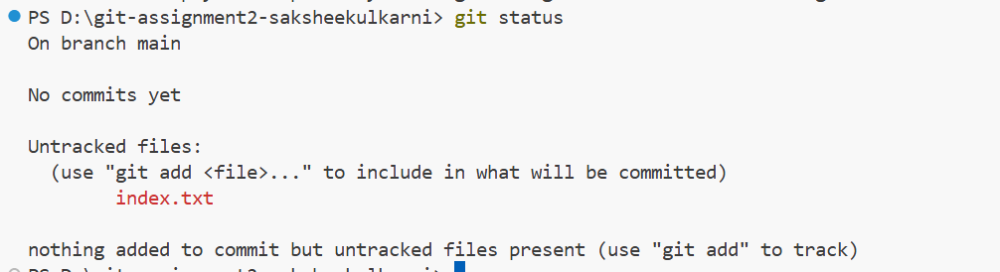 PS D:\git-assignment2-saksheekulkarni> git status
On branch main
No commits yet
Untracked files:
(use "git add <file>..." to include in what will be committed)
index.txt
nothing added to commit but untracked files present (use "git add" to track)